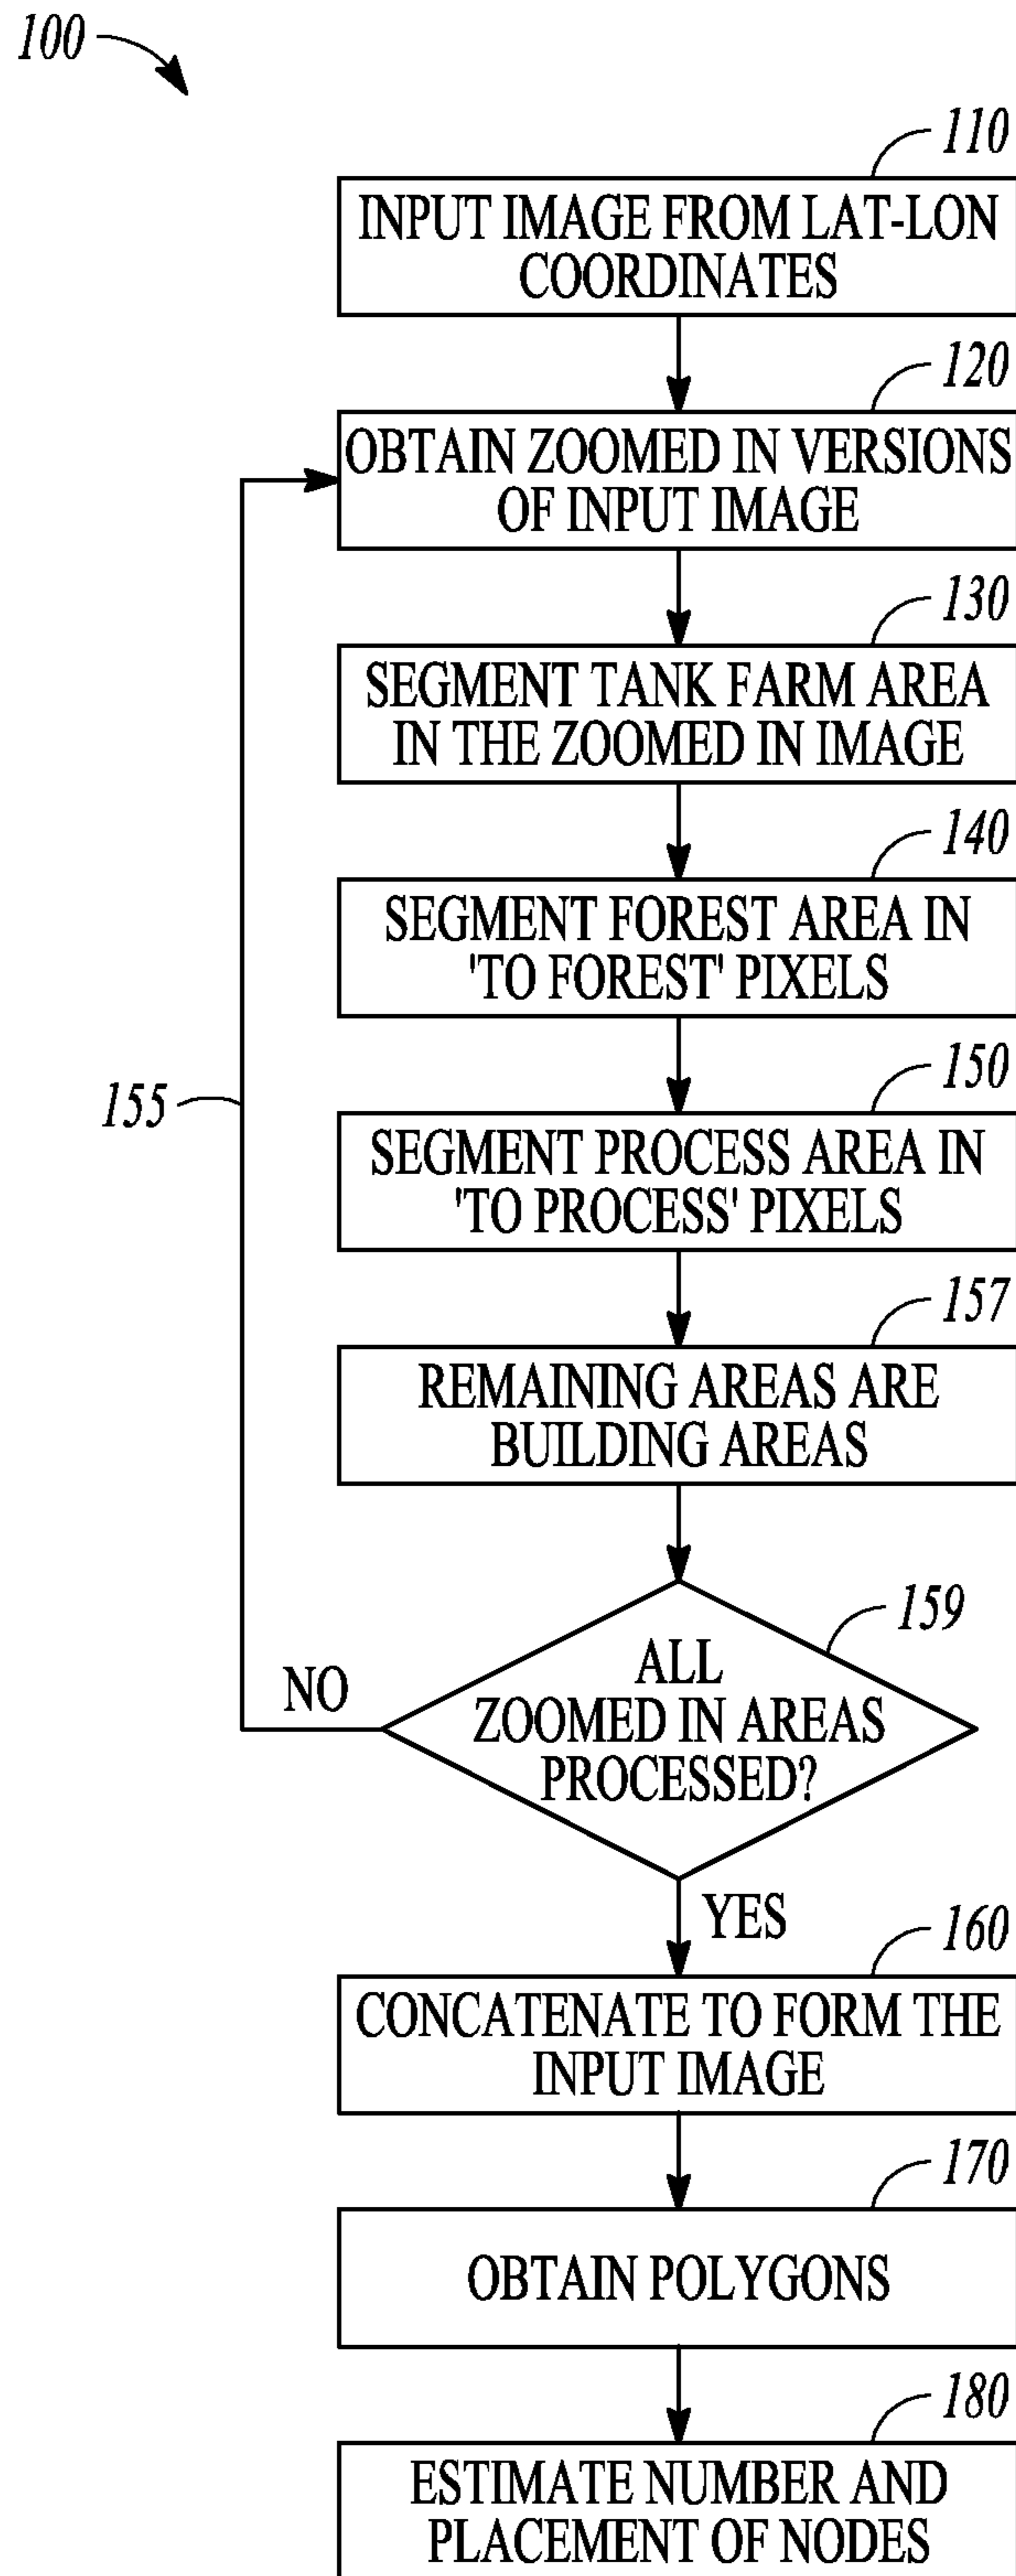 100
110
INPUT IMAGE FROM LAT-LON
COORDINATES
120
OBTAIN ZOOMED IN VERSIONS
OF INPUT IMAGE
130
SEGMENT TANK FARM AREA
IN THE ZOOMED IN IMAGE
140
SEGMENT FOREST AREA IN
'TO FOREST' PIXELS
155
150
SEGMENT PROCESS AREA IN
'TO PROCESS' PIXELS
157
REMAINING AREAS ARE
BUILDING AREAS
159
NO
ALL
ZOOMED IN AREAS
PROCESSED?
YES
160
CONCATENATE TO FORM THE
INPUT IMAGE
170
OBTAIN POLYGONS
180
ESTIMATE NUMBER AND
PLACEMENT OF NODES